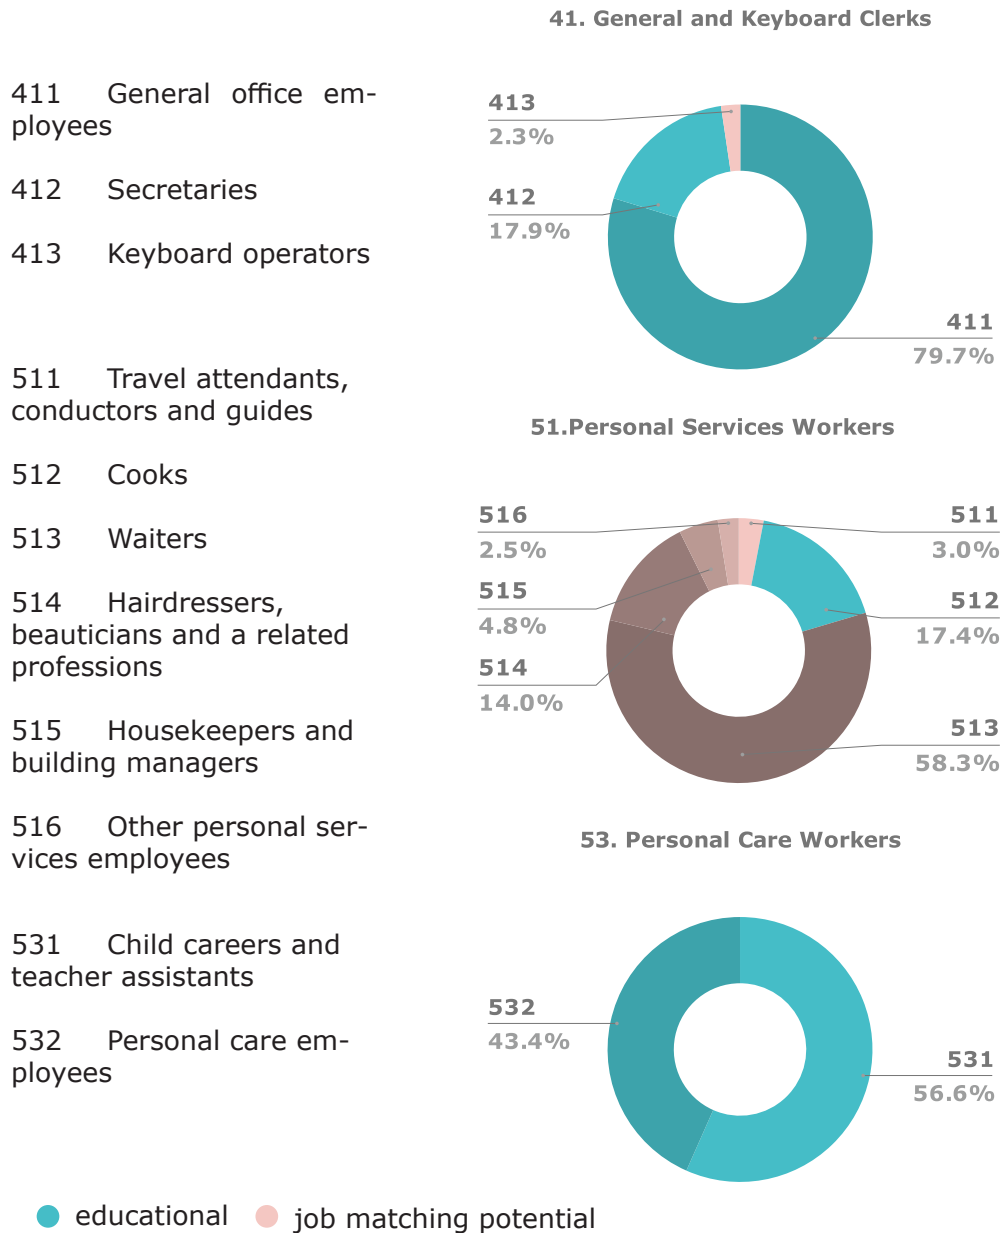 41. General and Keyboard Clerks
411 General office em-
ployees
412 Secretaries
413 Keyboard operators
413
2.3%
412
17.9%
411
79.7%
511 Travel attendants,
conductors and guides
512 Cooks
513 Waiters
514 Hairdressers,
beauticians and a related
professions
515 Housekeepers and
building managers
516 Other personal ser-
vices employees
51.Personal Services Workers
516
2.5%
515
4.8%
514
14.0%
511
3.0%
512
17.4%
513
58.3%
53. Personal Care Workers
531 Child careers and
teacher assistants
532 Personal care em-
ployees
532
43.4%
531
56.6%
educational
job matching potential